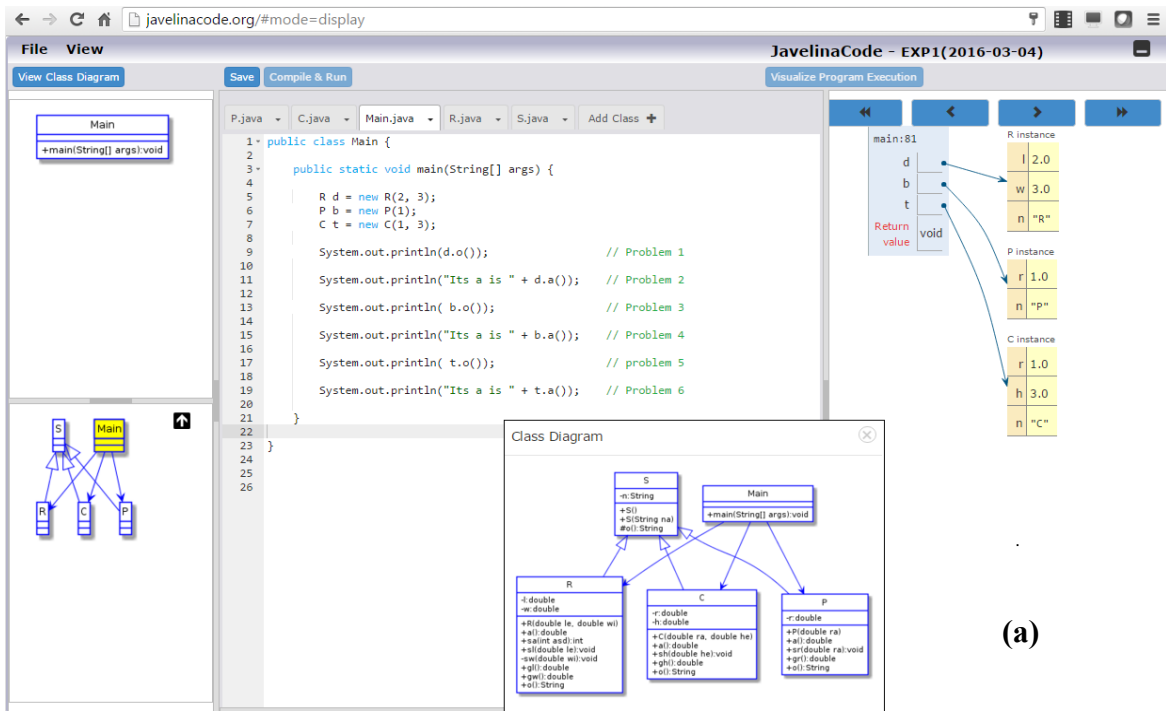 javelinacode.org/#mode=display
File View
JavelinaCode - EXP1(2016-03-04)
View Class Diagram
Save Compile & Run
Visualize Program Execution
Main
+main(String[] args):void
S
Main
R
C
P
P.java C.java Main.java R.java S.java Add Class
1 public class Main {
2
3 public static void main(String[] args) {
4
5 R d = new R(2, 3);
6 P b = new P(1);
7 C t = new C(1, 3);
8
9 System.out.println(d.o()); // Problem 1
10
11 System.out.println("Its a is " + d.a()); // Problem 2
12
13 System.out.println( b.o()); // Problem 3
14
15 System.out.println("Its a is " + b.a()); // Problem 4
16
17 System.out.println( t.o()); // problem 5
18
19 System.out.println("Its a is " + t.a()); // Problem 6
20
21 }
22
23 }
24
25
26
main:81
d
b
t
Return value void
R instance
l 2.0
w 3.0
n "R"
P instance
r 1.0
n "P"
C instance
r 1.0
h 3.0
n "C"
Class Diagram
S
-n:String
+S()
+S(String na)
#o():String
Main
+main(String[] args):void
R
-l:double
-w:double
+R(double le, double wi)
+a():double
+sa(int asd):int
+sl(double le):void
-sw(double wi):void
+gl():double
+gw():double
+o():String
C
-r:double
-h:double
+C(double ra, double he)
+a():double
+sh(double he):void
+gh():double
+o():String
P
-r:double
+P(double ra)
+a():double
+sr(double ra):void
+gr():double
+o():String
(a)